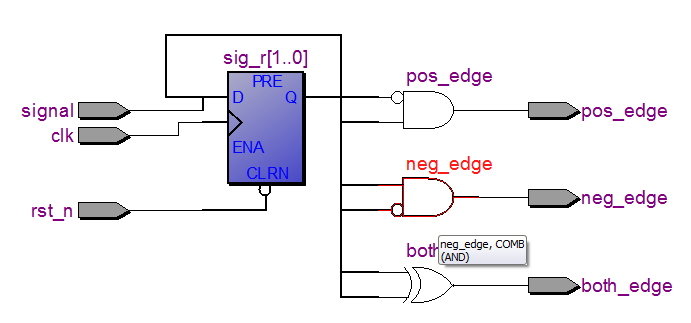 sig_r[1..0]
PRE
D
Q
ENA
CLRN
signal
clk
rst_n
pos_edge
pos_edge
neg_edge
neg_edge
both
neg_edge, COMB
(AND)
both_edge